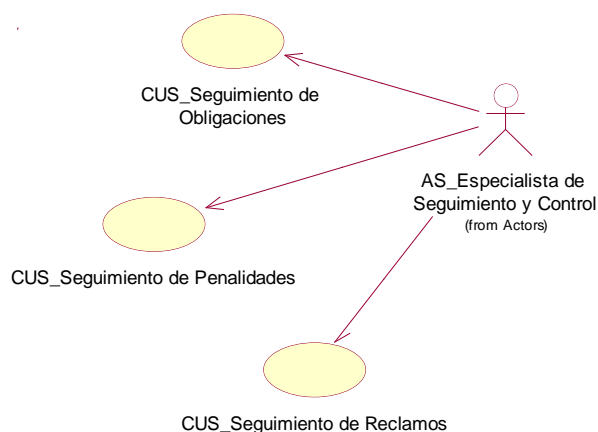 CUS_Seguimiento de
Obligaciones
AS_Especialista de
Seguimiento y Control
(from Actors)
CUS_Seguimiento de Penalidades
CUS_Seguimiento de Reclamos